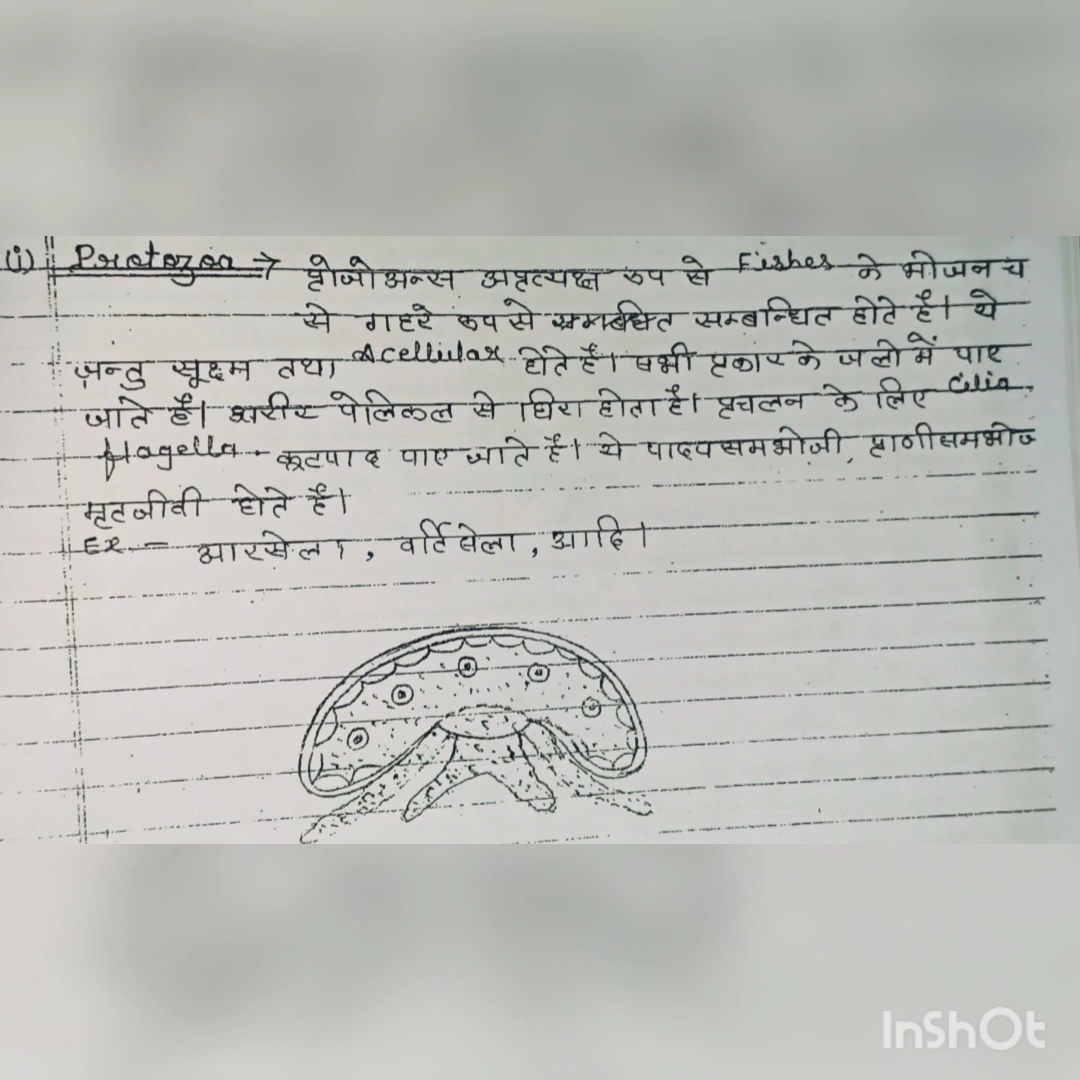 (i) Protozoa → प्रोजोअन्स अप्रत्यक्ष रुप से Fishes के भोजन च
से गहरे रुप से सम्बन्धित होते है। ये
जन्तु सूक्ष्म तथा Acellular होते है। सभी प्रकार के जलो में पाए
जाते है। शरीर पेलिकल से घिरा होता है। प्रचलन के लिए Cilia,
flagella - कूटपाद पाए जाते है। ये पादपसमभोजी, प्राणीसमभोज
मृतजीवी होते है।
Ex - आरसेला, वर्टिसेला, आदि।
InShOt